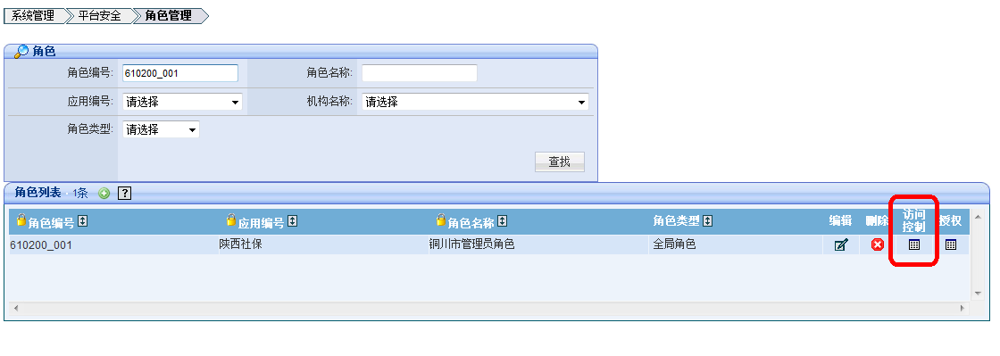 系统管理 平台安全 角色管理
角色
角色编号: 610200_001 角色名称:
应用编号: 请选择 机构名称: 请选择
角色类型: 请选择
查找
角色列表 · 1条 ?
角色编号 应用编号 角色名称 角色类型 编辑 删除 访问控制 授权
610200_001 陕西社保 铜川市管理员角色 全局角色